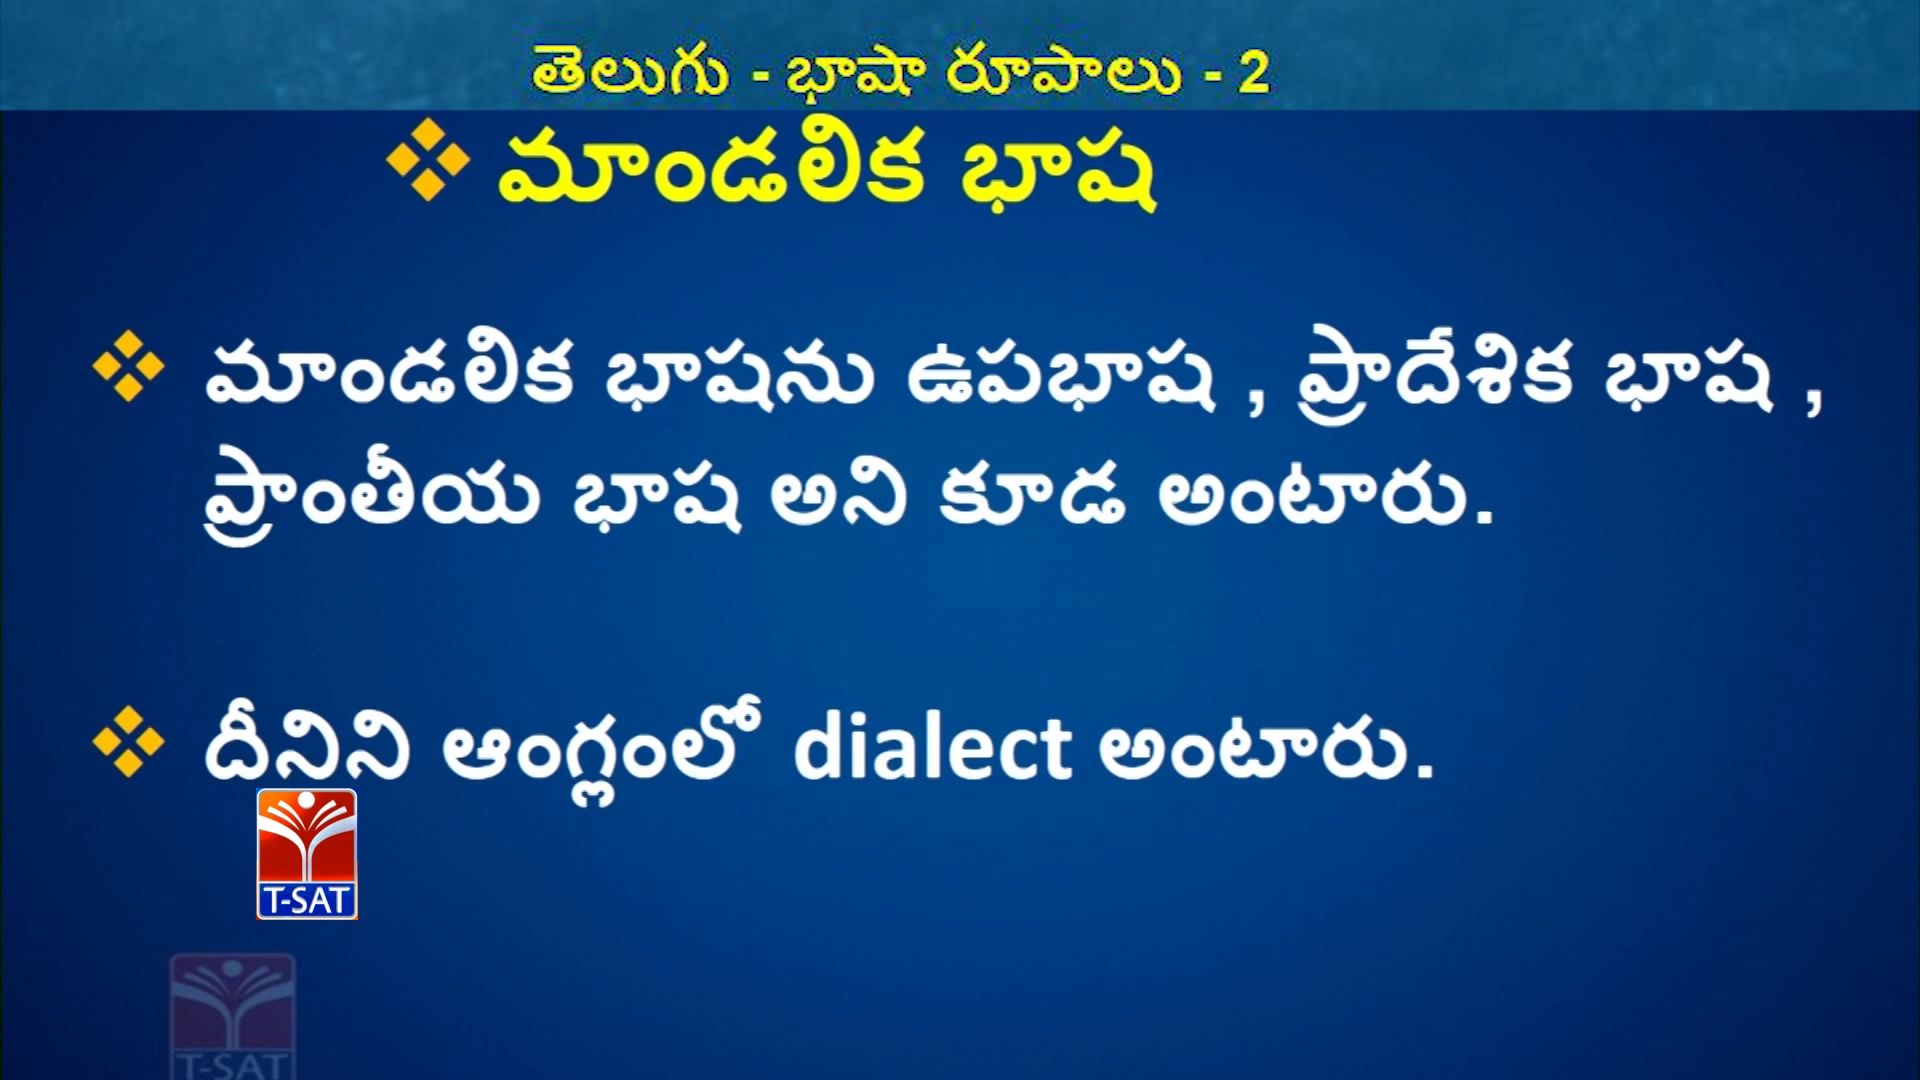 తెలుగు - భాషా రూపాలు - 2
మాండలిక భాష
మాండలిక భాషను ఉపభాష , ప్రాదేశిక భాష ,
ప్రాంతీయ భాష అని కూడ అంటారు.
దీనిని ఆంగ్లంలో dialect అంటారు.
T-SAT
T-SAT